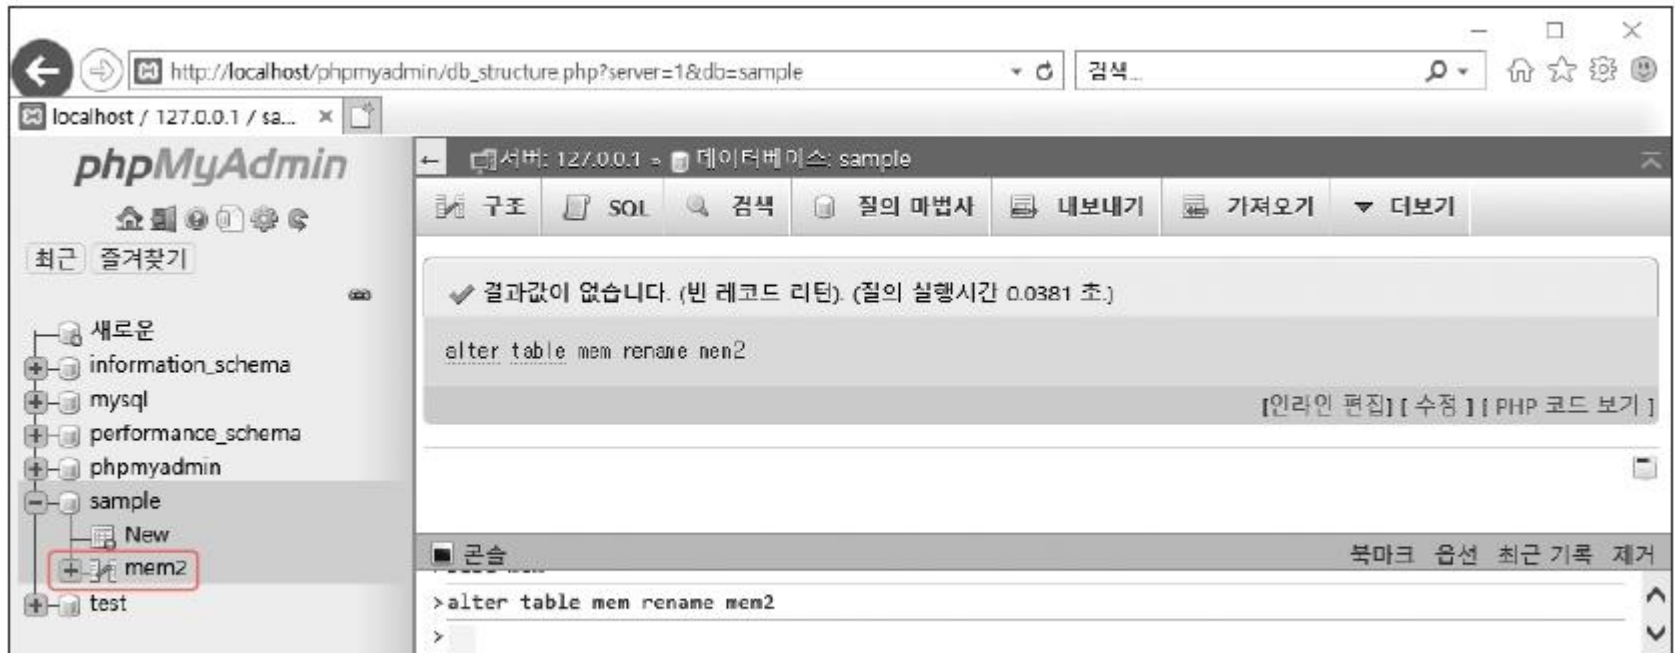 http://localhost/phpmyadmin/db_structure.php?server=1&db=sample
검색...
localhost / 127.0.0.1 / sa...
phpMyAdmin
최근 즐겨찾기
새로운
information_schema
mysql
performance_schema
phpmyadmin
sample
New
mem2
test
서버: 127.0.0.1 » 데이터베이스: sample
구조 SQL 검색 질의 마법사 내보내기 가져오기 더보기
결과값이 없습니다. (빈 레코드 리턴). (질의 실행시간 0.0381 초.)
alter table mem rename mem2
[인라인 편집] [ 수정 ] [ PHP 코드 보기 ]
콘솔 북마크 옵션 최근 기록 제거
>alter table mem rename mem2
>